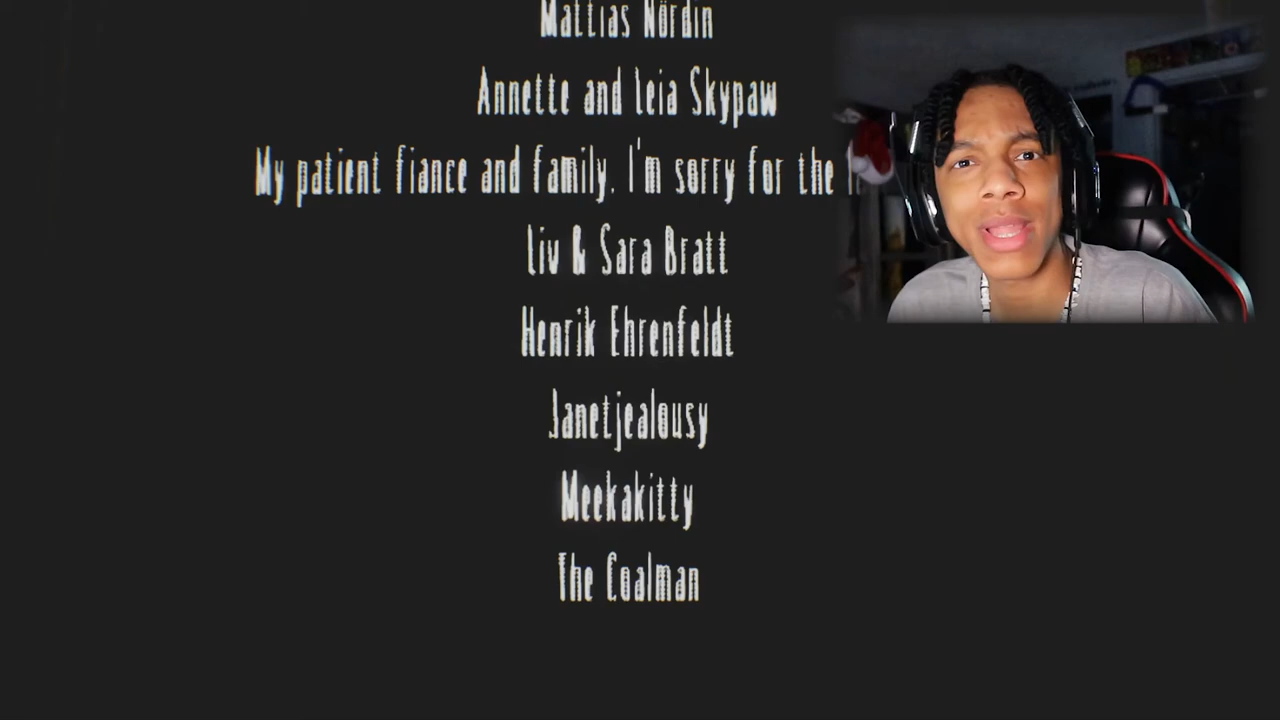 Mattias Nördin
Annette and Leia Skypaw
My patient fiance and family. I'm sorry for the
Liv & Sara Bratt
Henrik Ehrenfeldt
Janetjealousy
Meekakitty
The Coalman